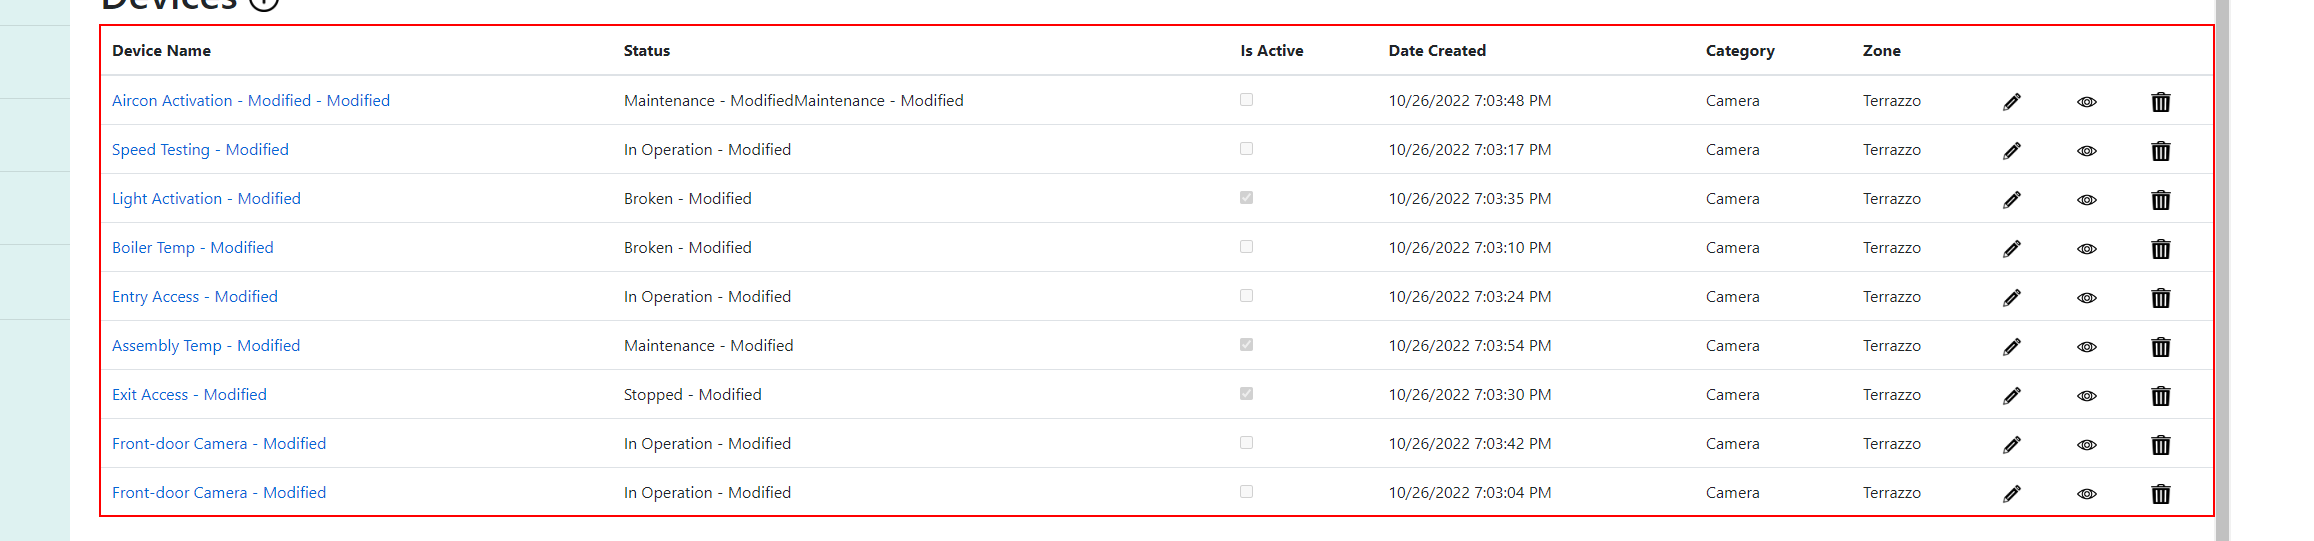 Devices
Device Name Status Is Active Date Created Category Zone
Aircon Activation - Modified - Modified Maintenance - ModifiedMaintenance - Modified 10/26/2022 7:03:48 PM Camera Terrazzo
Speed Testing - Modified In Operation - Modified 10/26/2022 7:03:17 PM Camera Terrazzo
Light Activation - Modified Broken - Modified 10/26/2022 7:03:35 PM Camera Terrazzo
Boiler Temp - Modified Broken - Modified 10/26/2022 7:03:10 PM Camera Terrazzo
Entry Access - Modified In Operation - Modified 10/26/2022 7:03:24 PM Camera Terrazzo
Assembly Temp - Modified Maintenance - Modified 10/26/2022 7:03:54 PM Camera Terrazzo
Exit Access - Modified Stopped - Modified 10/26/2022 7:03:30 PM Camera Terrazzo
Front-door Camera - Modified In Operation - Modified 10/26/2022 7:03:42 PM Camera Terrazzo
Front-door Camera - Modified In Operation - Modified 10/26/2022 7:03:04 PM Camera Terrazzo